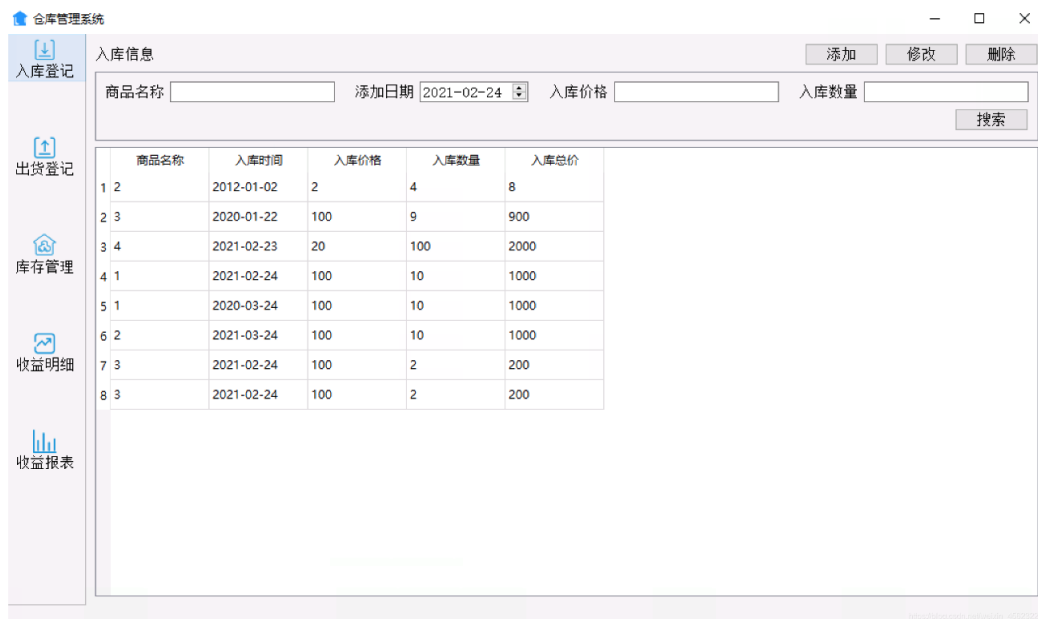 仓库管理系统
入库登记
出货登记
库存管理
收益明细
收益报表
入库信息 添加 修改 删除
商品名称 添加日期 2021-02-24 入库价格 入库数量
搜索
商品名称 入库时间 入库价格 入库数量 入库总价
1 2 2012-01-02 2 4 8
2 3 2020-01-22 100 9 900
3 4 2021-02-23 20 100 2000
4 1 2021-02-24 100 10 1000
5 1 2020-03-24 100 10 1000
6 2 2021-03-24 100 10 1000
7 3 2021-02-24 100 2 200
8 3 2021-02-24 100 2 200